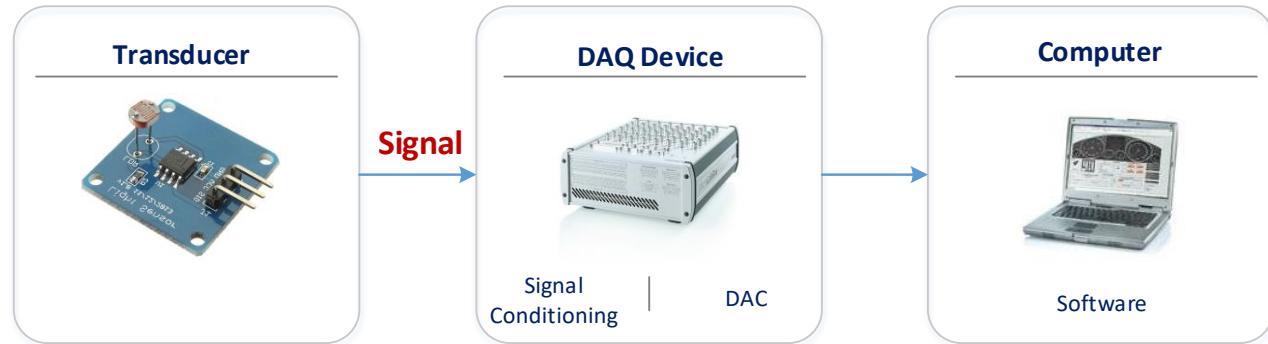 Transducer
DAQ Device
Computer
Signal
Signal
Conditioning
DAC
Software